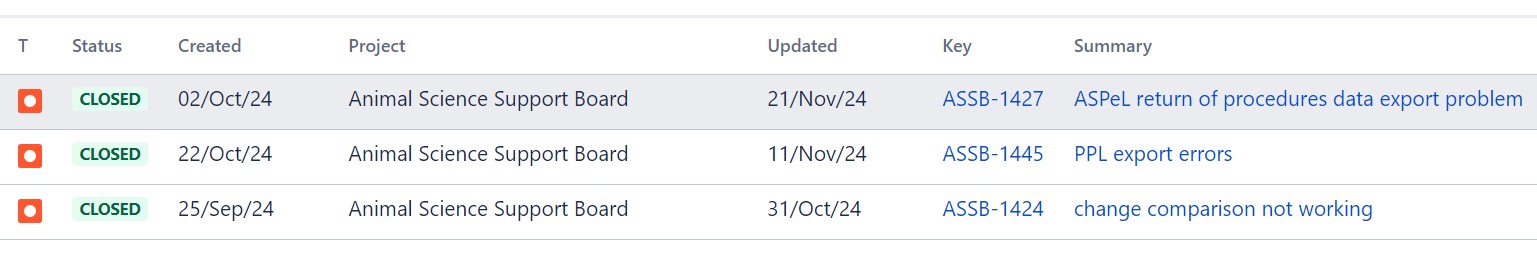 T Status Created Project Updated Key Summary
CLOSED 02/Oct/24 Animal Science Support Board 21/Nov/24 ASSB-1427 ASPeL return of procedures data export problem
CLOSED 22/Oct/24 Animal Science Support Board 11/Nov/24 ASSB-1445 PPL export errors
CLOSED 25/Sep/24 Animal Science Support Board 31/Oct/24 ASSB-1424 change comparison not working